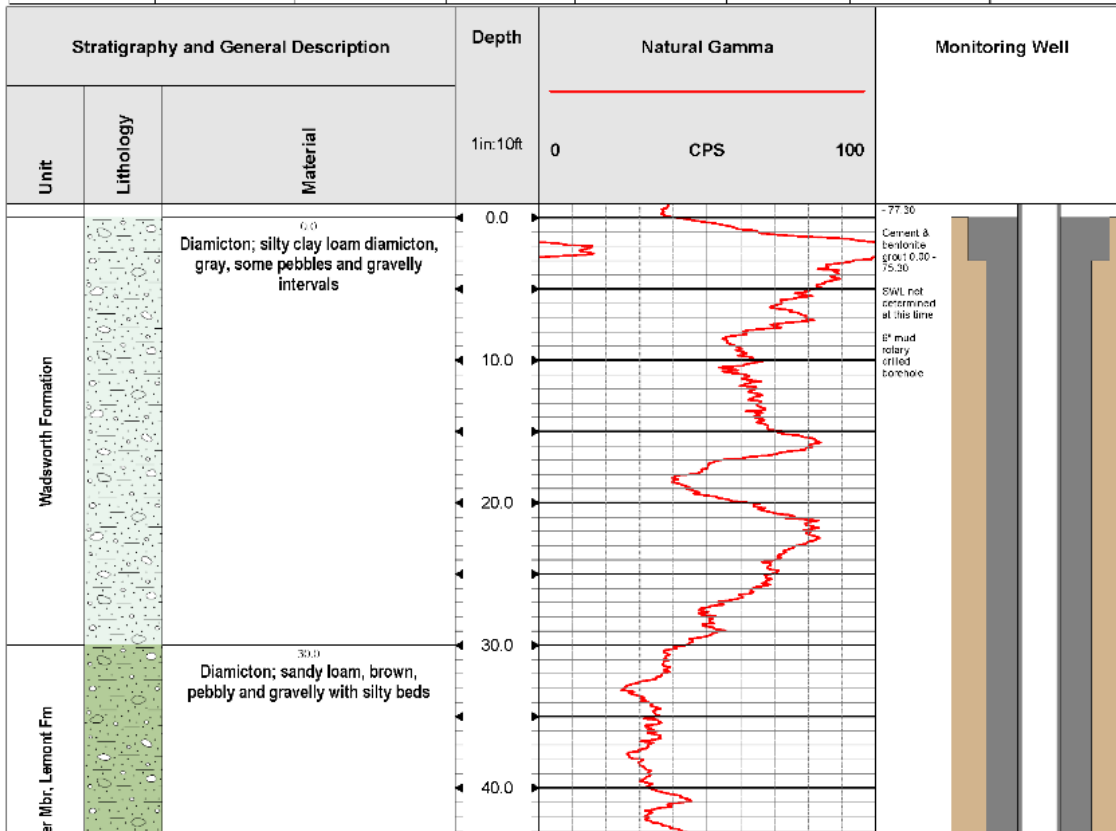 Stratigraphy and General Description
Depth
Natural Gamma
Monitoring Well
Unit
Lithology
Material
1in:10ft
0
CPS
100
0.0
Diamicton; silty clay loam diamicton,
gray, some pebbles and gravelly
intervals
0.0
- 77.30
Cement &
bentonite
grout 0.00 -
75.30
SWL not
determined
at this time
6" mud
rotary
drilled
borehole
10.0
Wadsworth Formation
20.0
30.0
30.0
Diamicton; sandy loam, brown,
pebbly and gravelly with silty beds
er Mbr, Lemont Fm
40.0